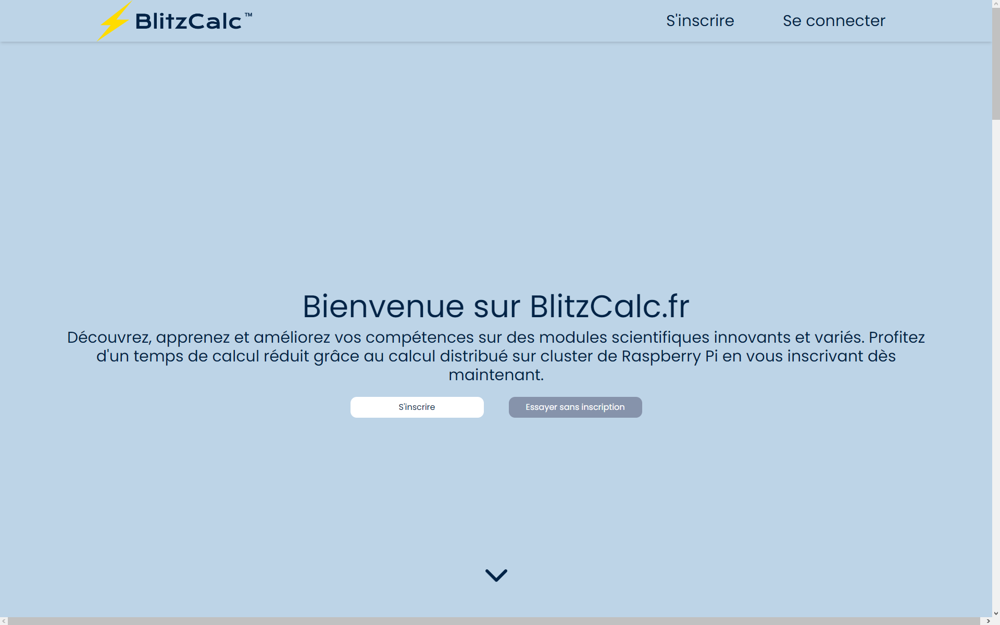 BlitzCalc™
S'inscrire
Se connecter
Bienvenue sur BlitzCalc.fr
Découvrez, apprenez et améliorez vos compétences sur des modules scientifiques innovants et variés. Profitez
d'un temps de calcul réduit grâce au calcul distribué sur cluster de Raspberry Pi en vous inscrivant dès
maintenant.
S'inscrire
Essayer sans inscription